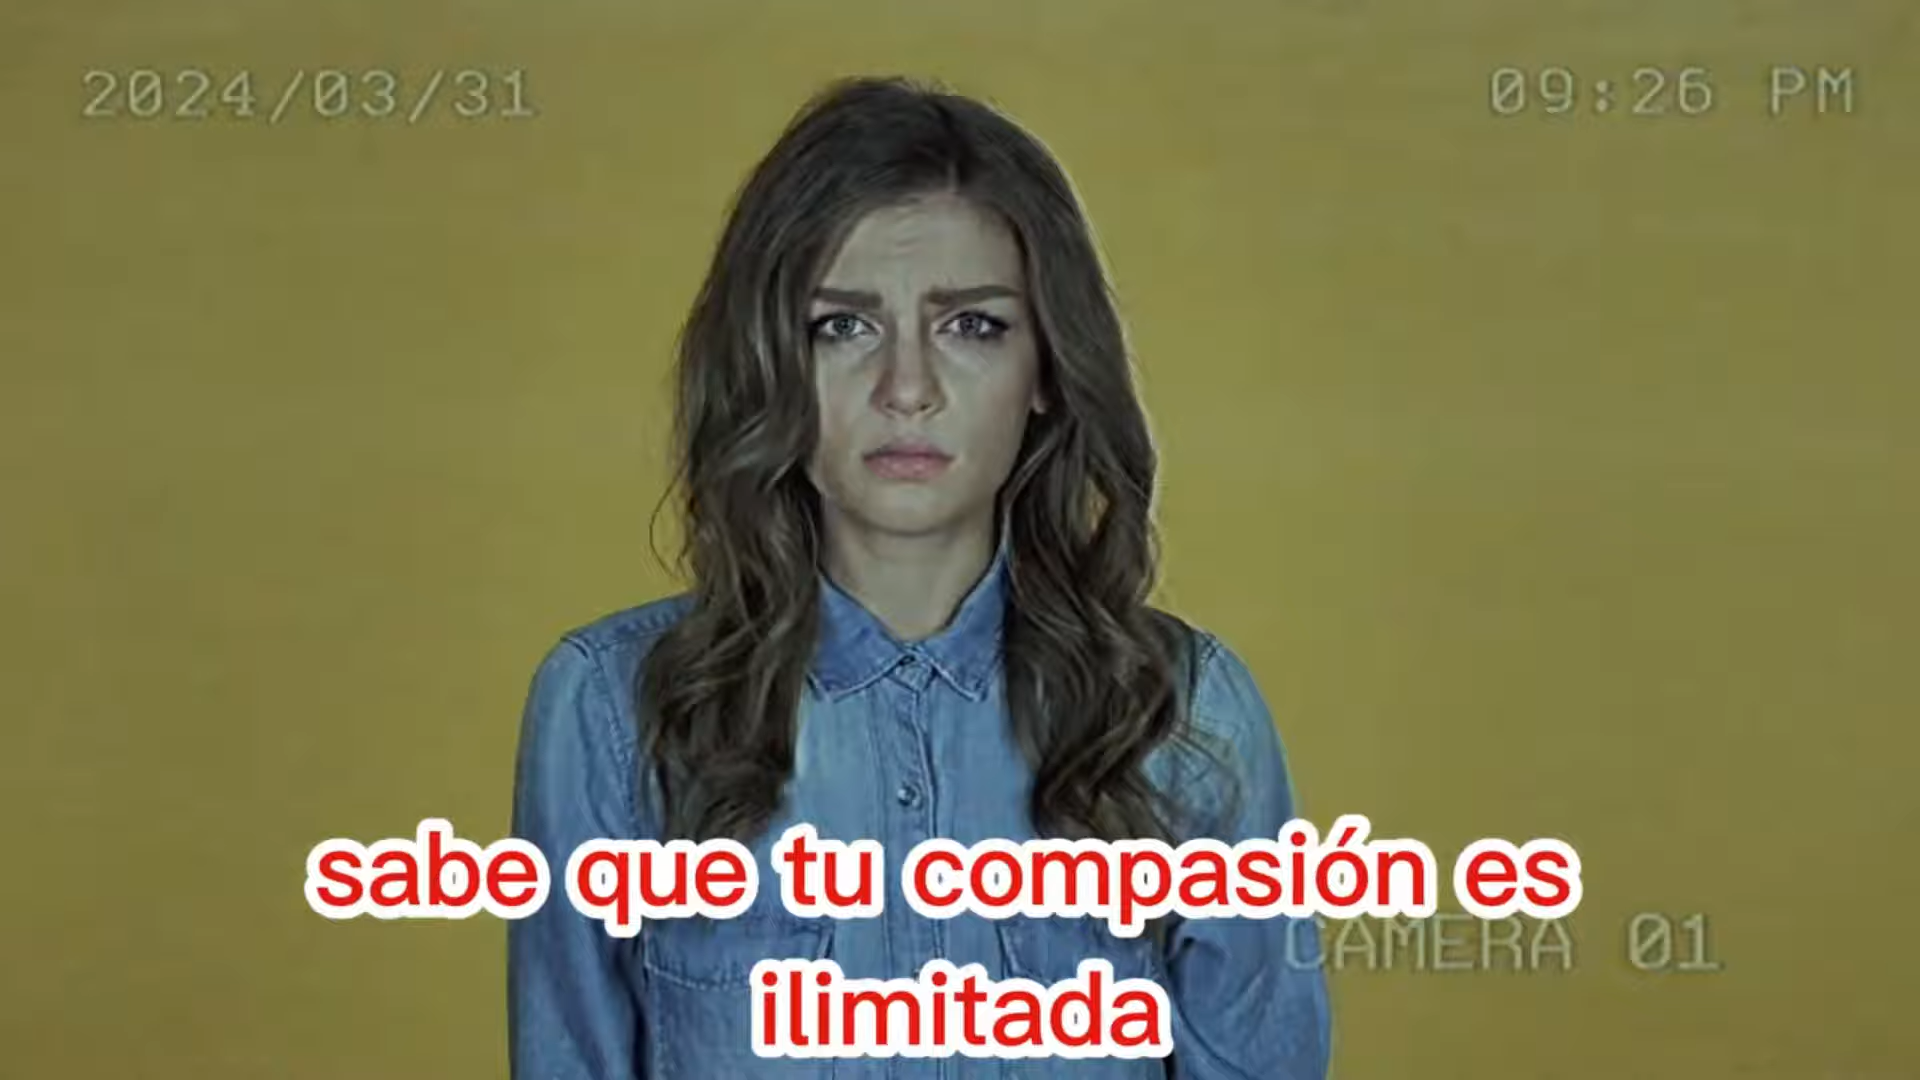 2024/03/31
09:26 PM
sabe que tu compasión es
CAMERA 01
ilimitada